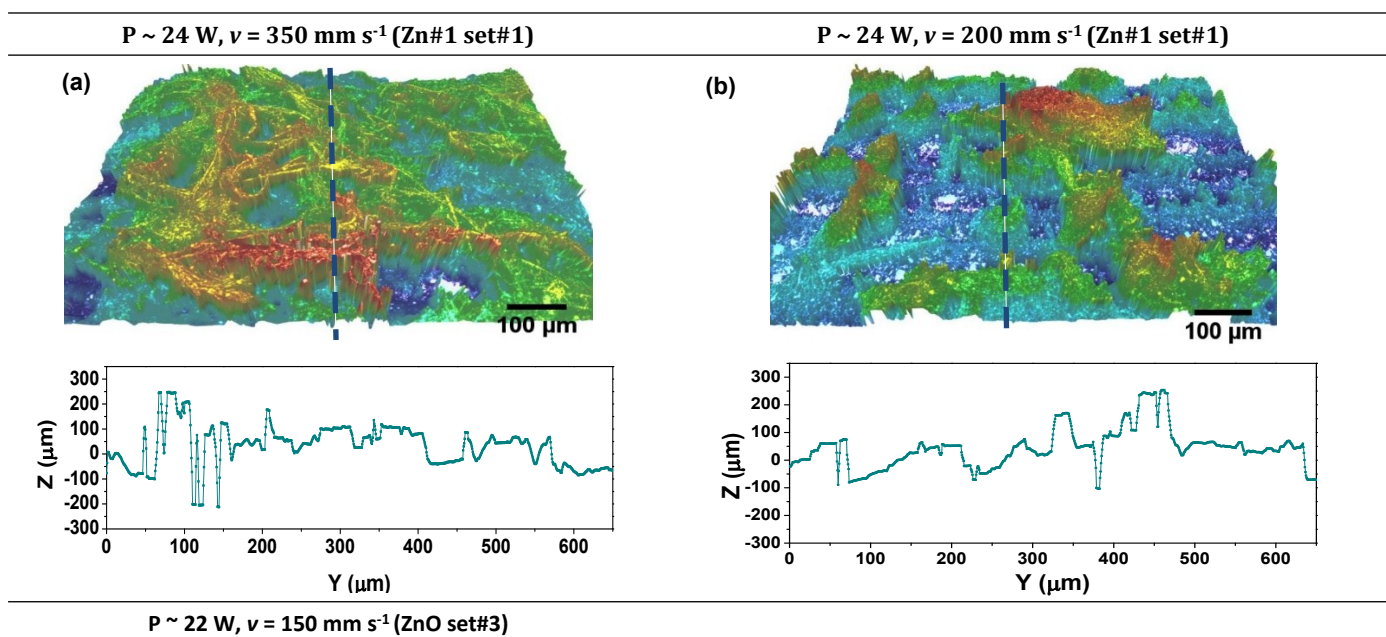 P ~ 24 W, v = 350 mm s⁻¹ (Zn#1 set#1)
P ~ 24 W, v = 200 mm s⁻¹ (Zn#1 set#1)
(a)
100 µm
(b)
100 µm
300
200
100
0
-100
-200
-300
Z (µm)
0 100 200 300 400 500 600
Y (µm)
300
200
100
0
-100
-200
-300
Z (µm)
0 100 200 300 400 500 600
Y (µm)
P ~ 22 W, v = 150 mm s⁻¹ (ZnO set#3)